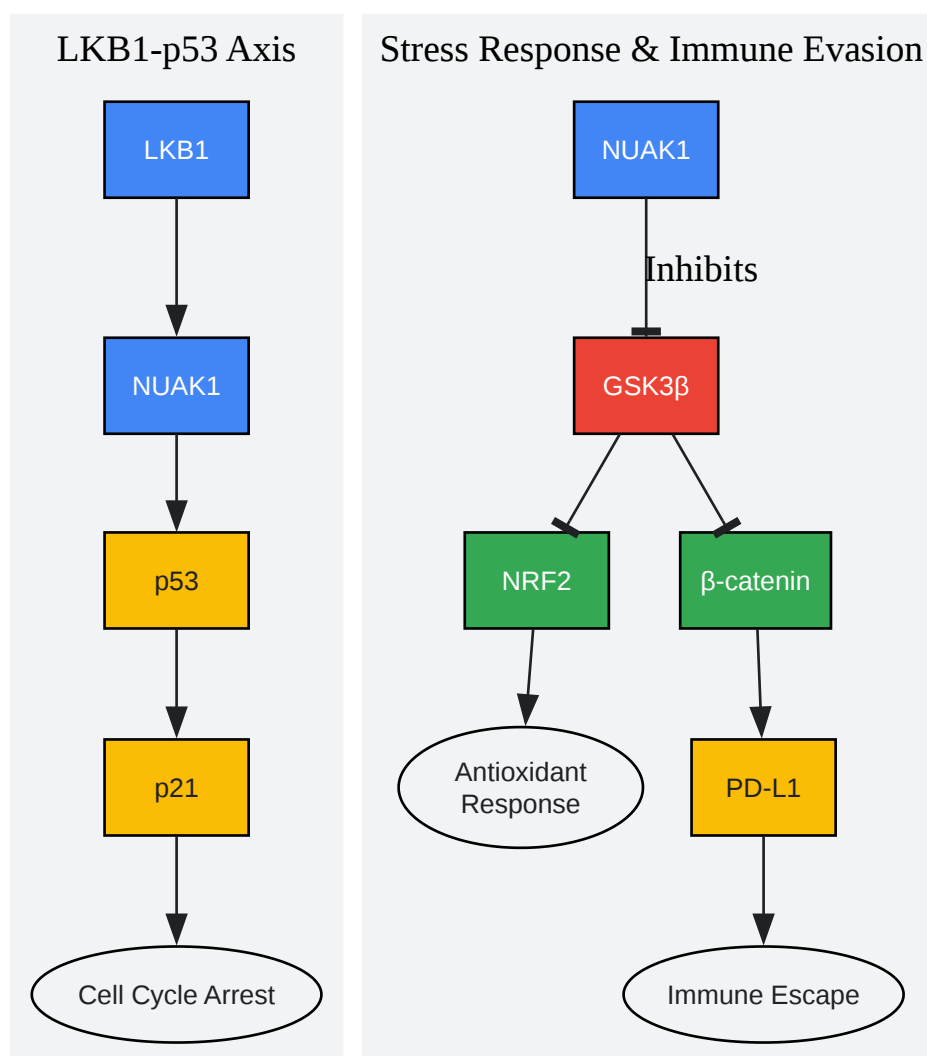 LKB1-p53 Axis
LKB1
NUAK1
p53
p21
Cell Cycle Arrest
Stress Response & Immune Evasion
NUAK1
Inhibits
GSK3β
NRF2
β-catenin
Antioxidant
Response
PD-L1
Immune Escape